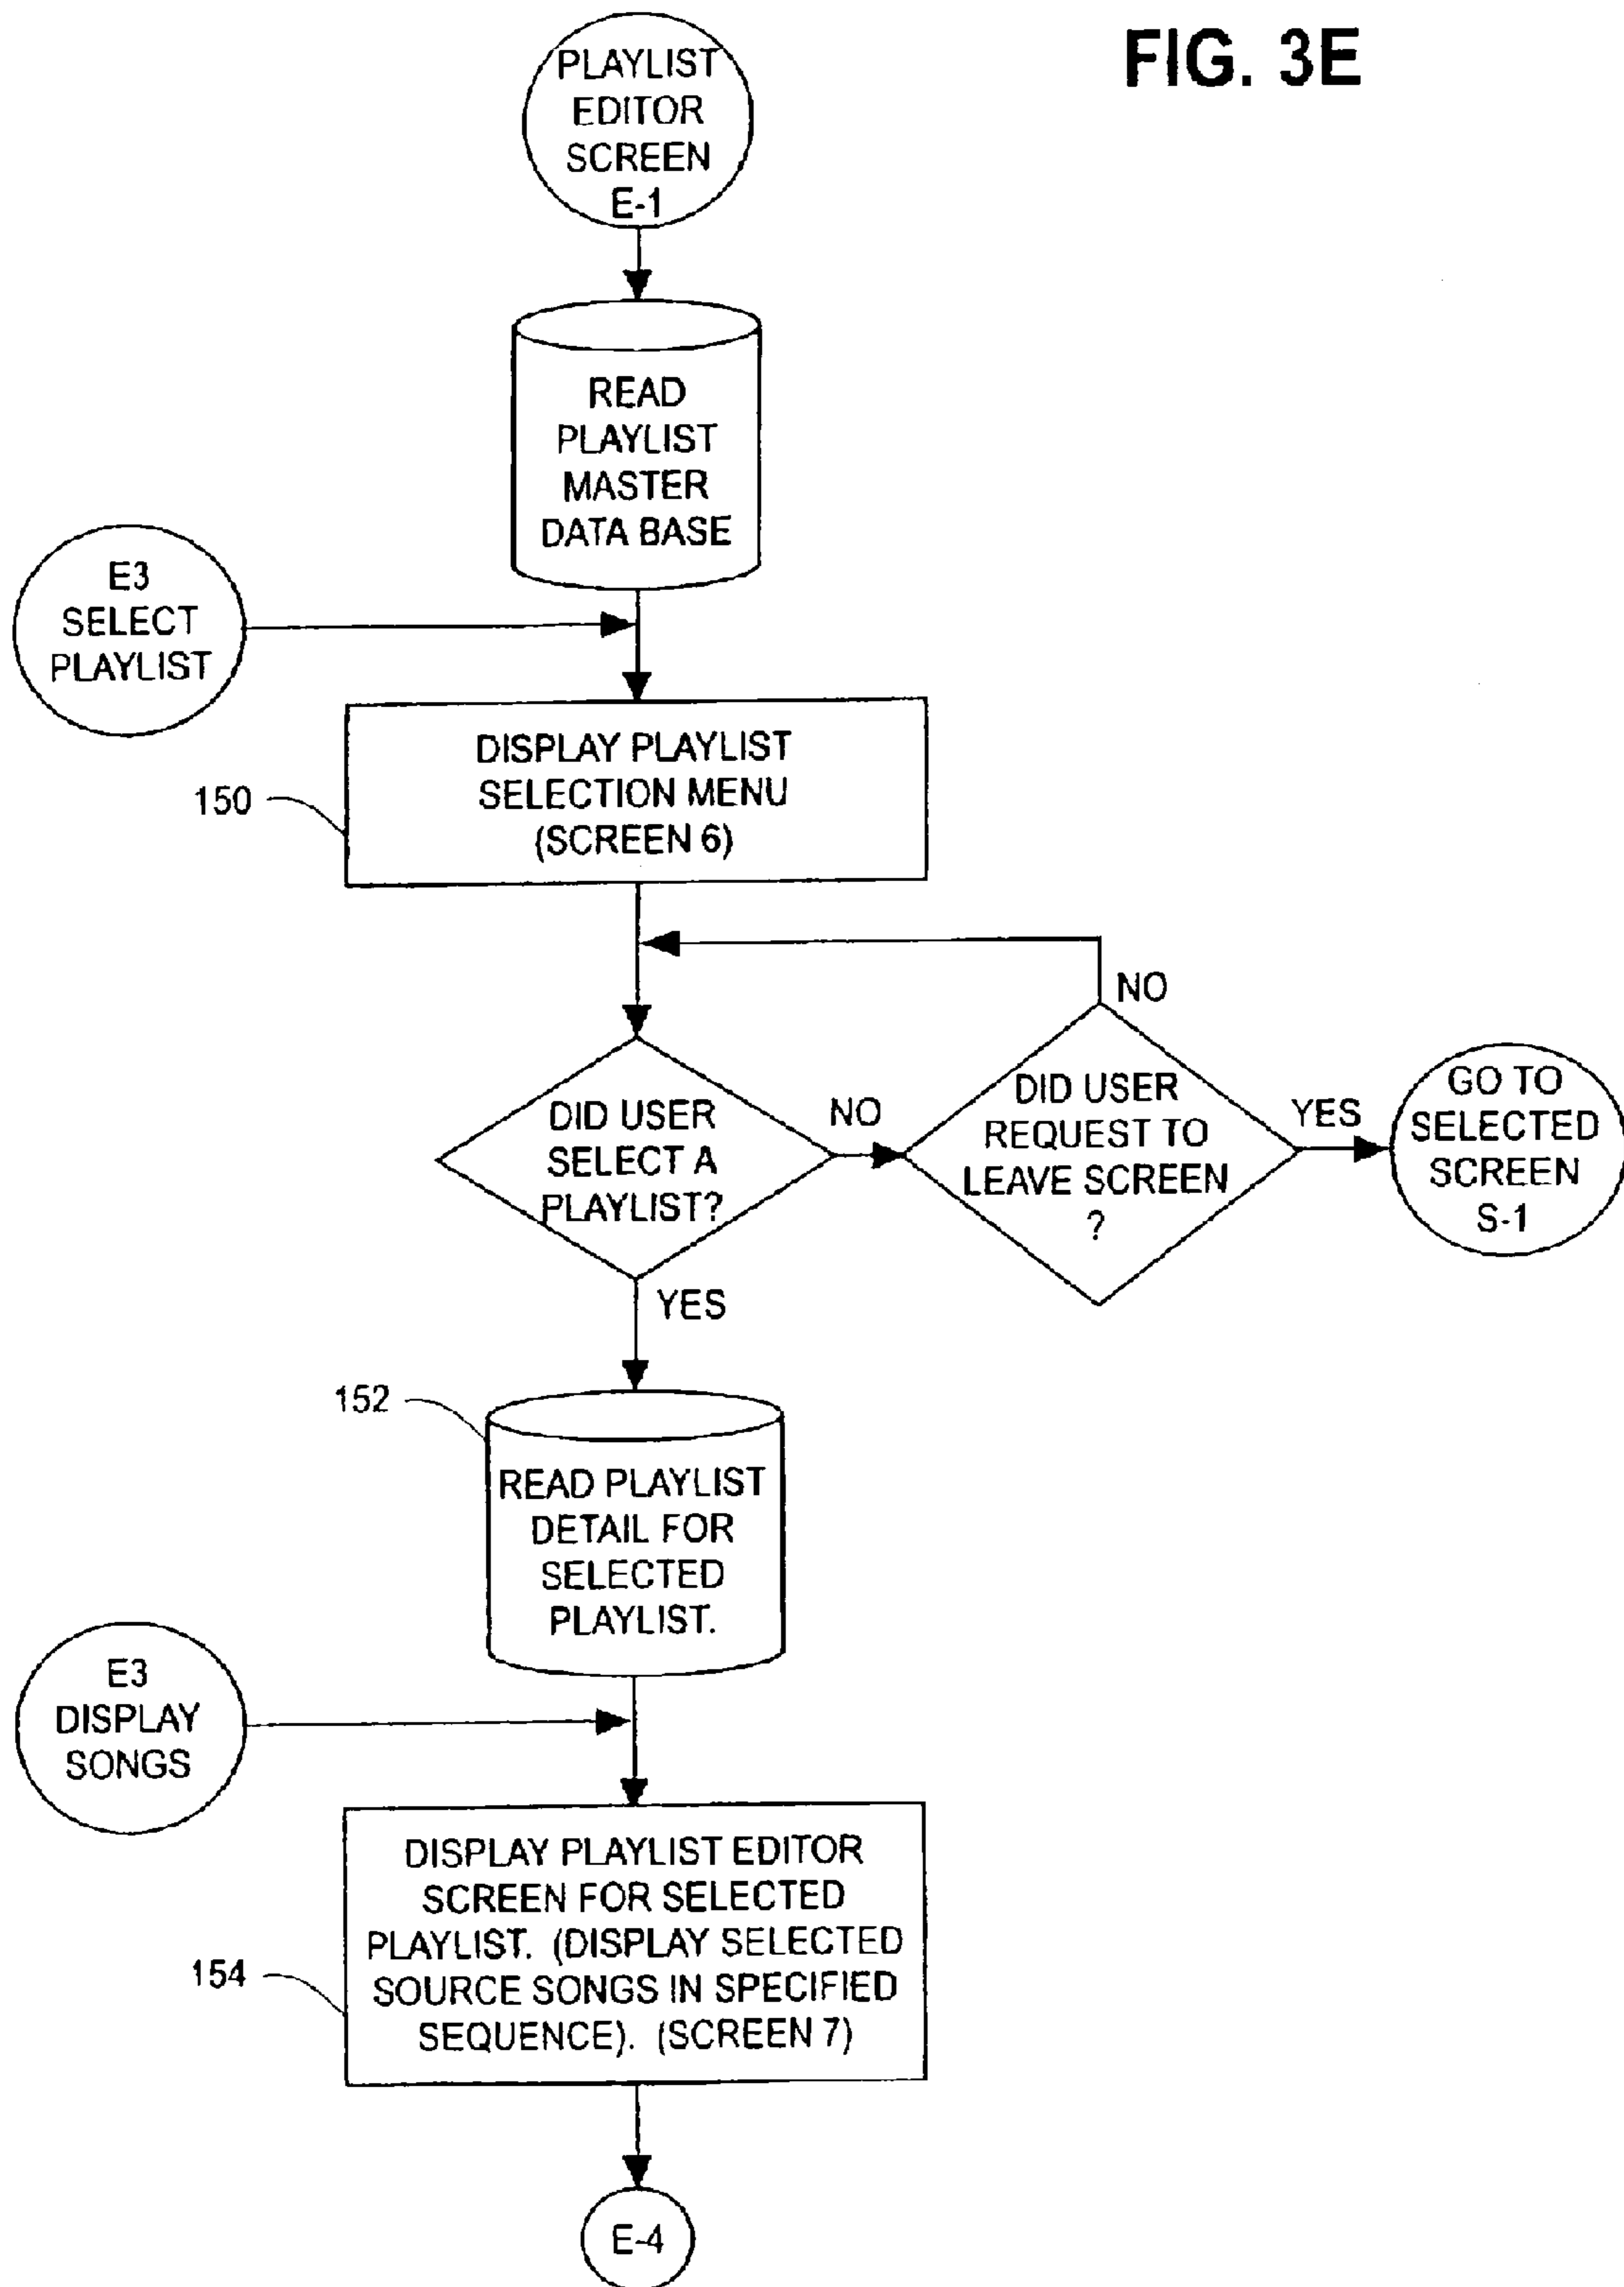 FIG. 3E
PLAYLIST
EDITOR
SCREEN
E-1
READ
PLAYLIST
MASTER
DATA BASE
E3
SELECT
PLAYLIST
DISPLAY PLAYLIST
SELECTION MENU
(SCREEN 6)
150
NO
DID USER
SELECT A
PLAYLIST?
NO
DID USER
REQUEST TO
LEAVE SCREEN
?
YES
GO TO
SELECTED
SCREEN
S-1
YES
152
READ PLAYLIST
DETAIL FOR
SELECTED
PLAYLIST.
E3
DISPLAY
SONGS
DISPLAY PLAYLIST EDITOR
SCREEN FOR SELECTED
PLAYLIST. (DISPLAY SELECTED
SOURCE SONGS IN SPECIFIED
SEQUENCE). (SCREEN 7)
154
E-4